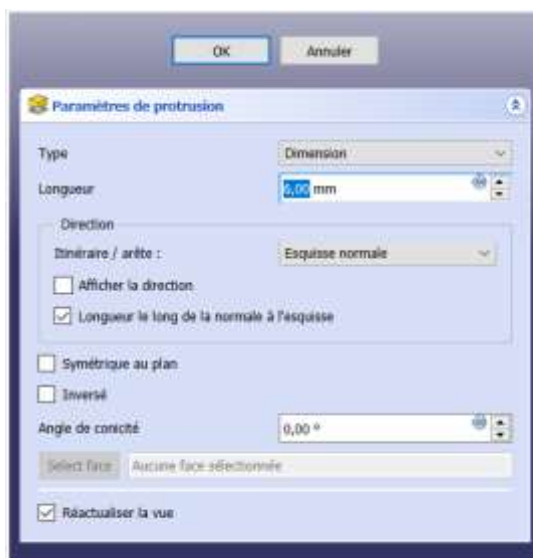 OK Annuler
Paramètres de protrusion
Type Dimension
Longueur 6,00 mm
Direction
Itinéraire / arête : Esquisse normale
Afficher la direction
Longueur le long de la normale à l'esquisse
Symétrique au plan
Inversé
Angle de conicité 0,00 °
Select face Aucune face sélectionnée
Réactualiser la vue